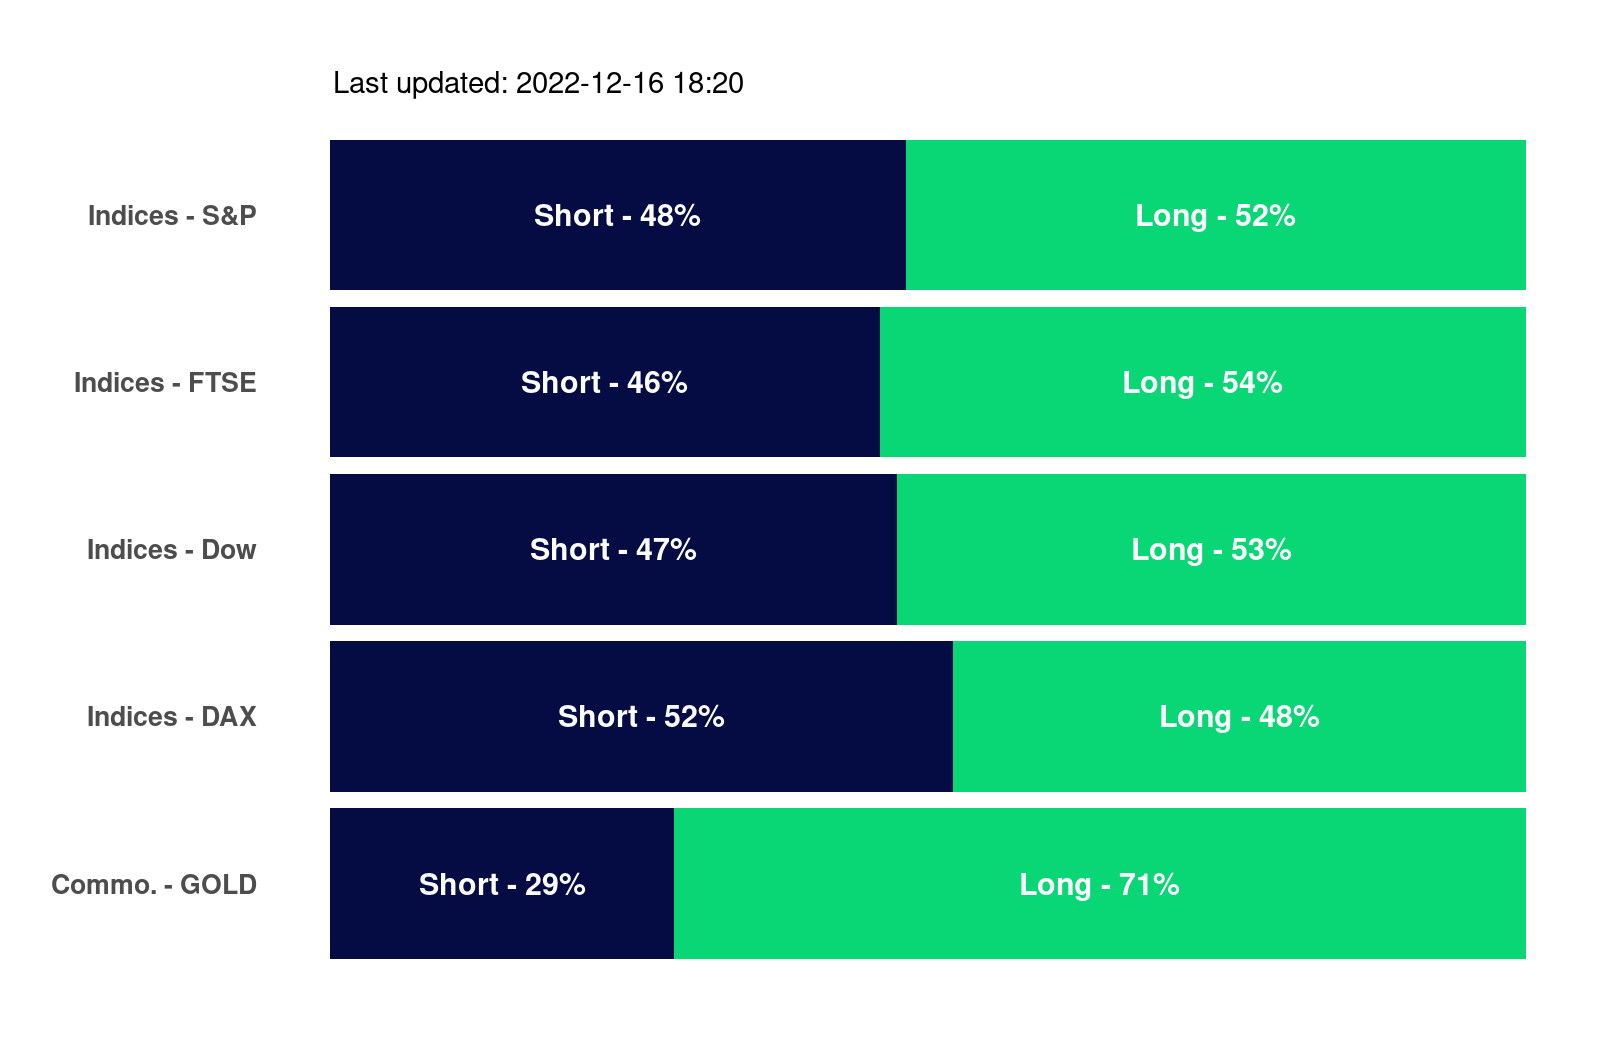 Last updated: 2022-12-16 18:20
Indices - S&P Short - 48% Long - 52%
Indices - FTSE Short - 46% Long - 54%
Indices - Dow Short - 47% Long - 53%
Indices - DAX Short - 52% Long - 48%
Commo. - GOLD Short - 29% Long - 71%